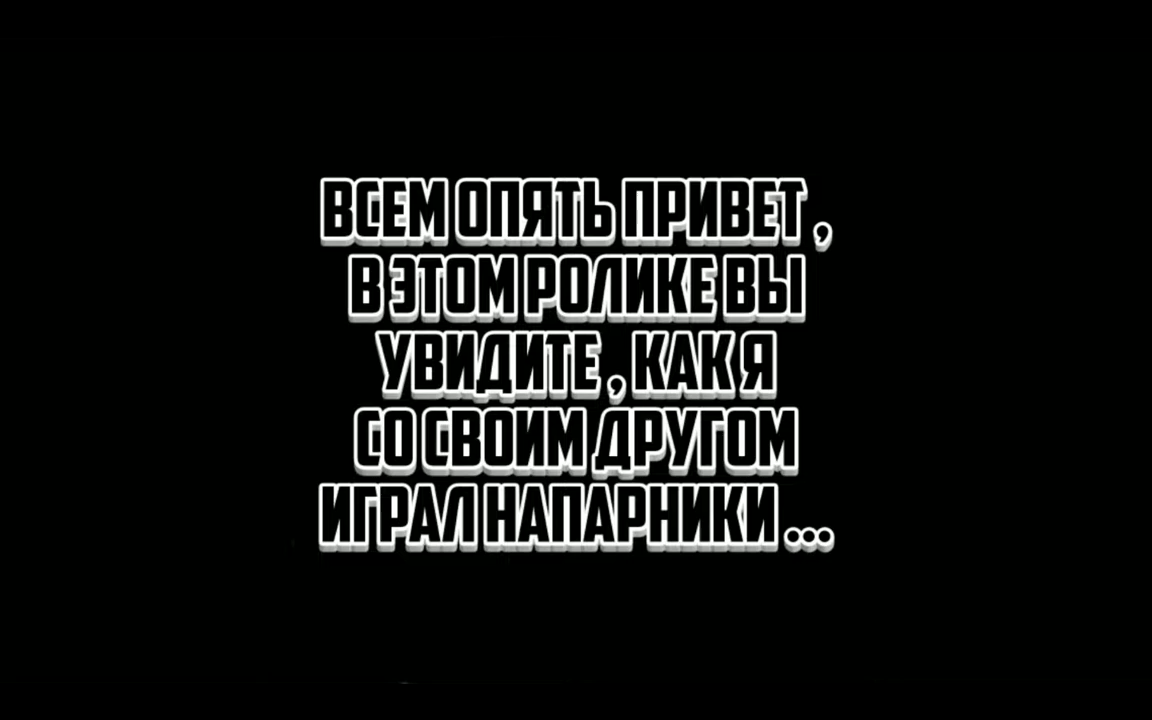 ВСЕМ ОПЯТЬ ПРИВЕТ ,
В ЭТОМ РОЛИКЕ ВЫ
УВИДИТЕ , КАК Я
СО СВОИМ ДРУГОМ
ИГРАЛ НАПАРНИКИ ...